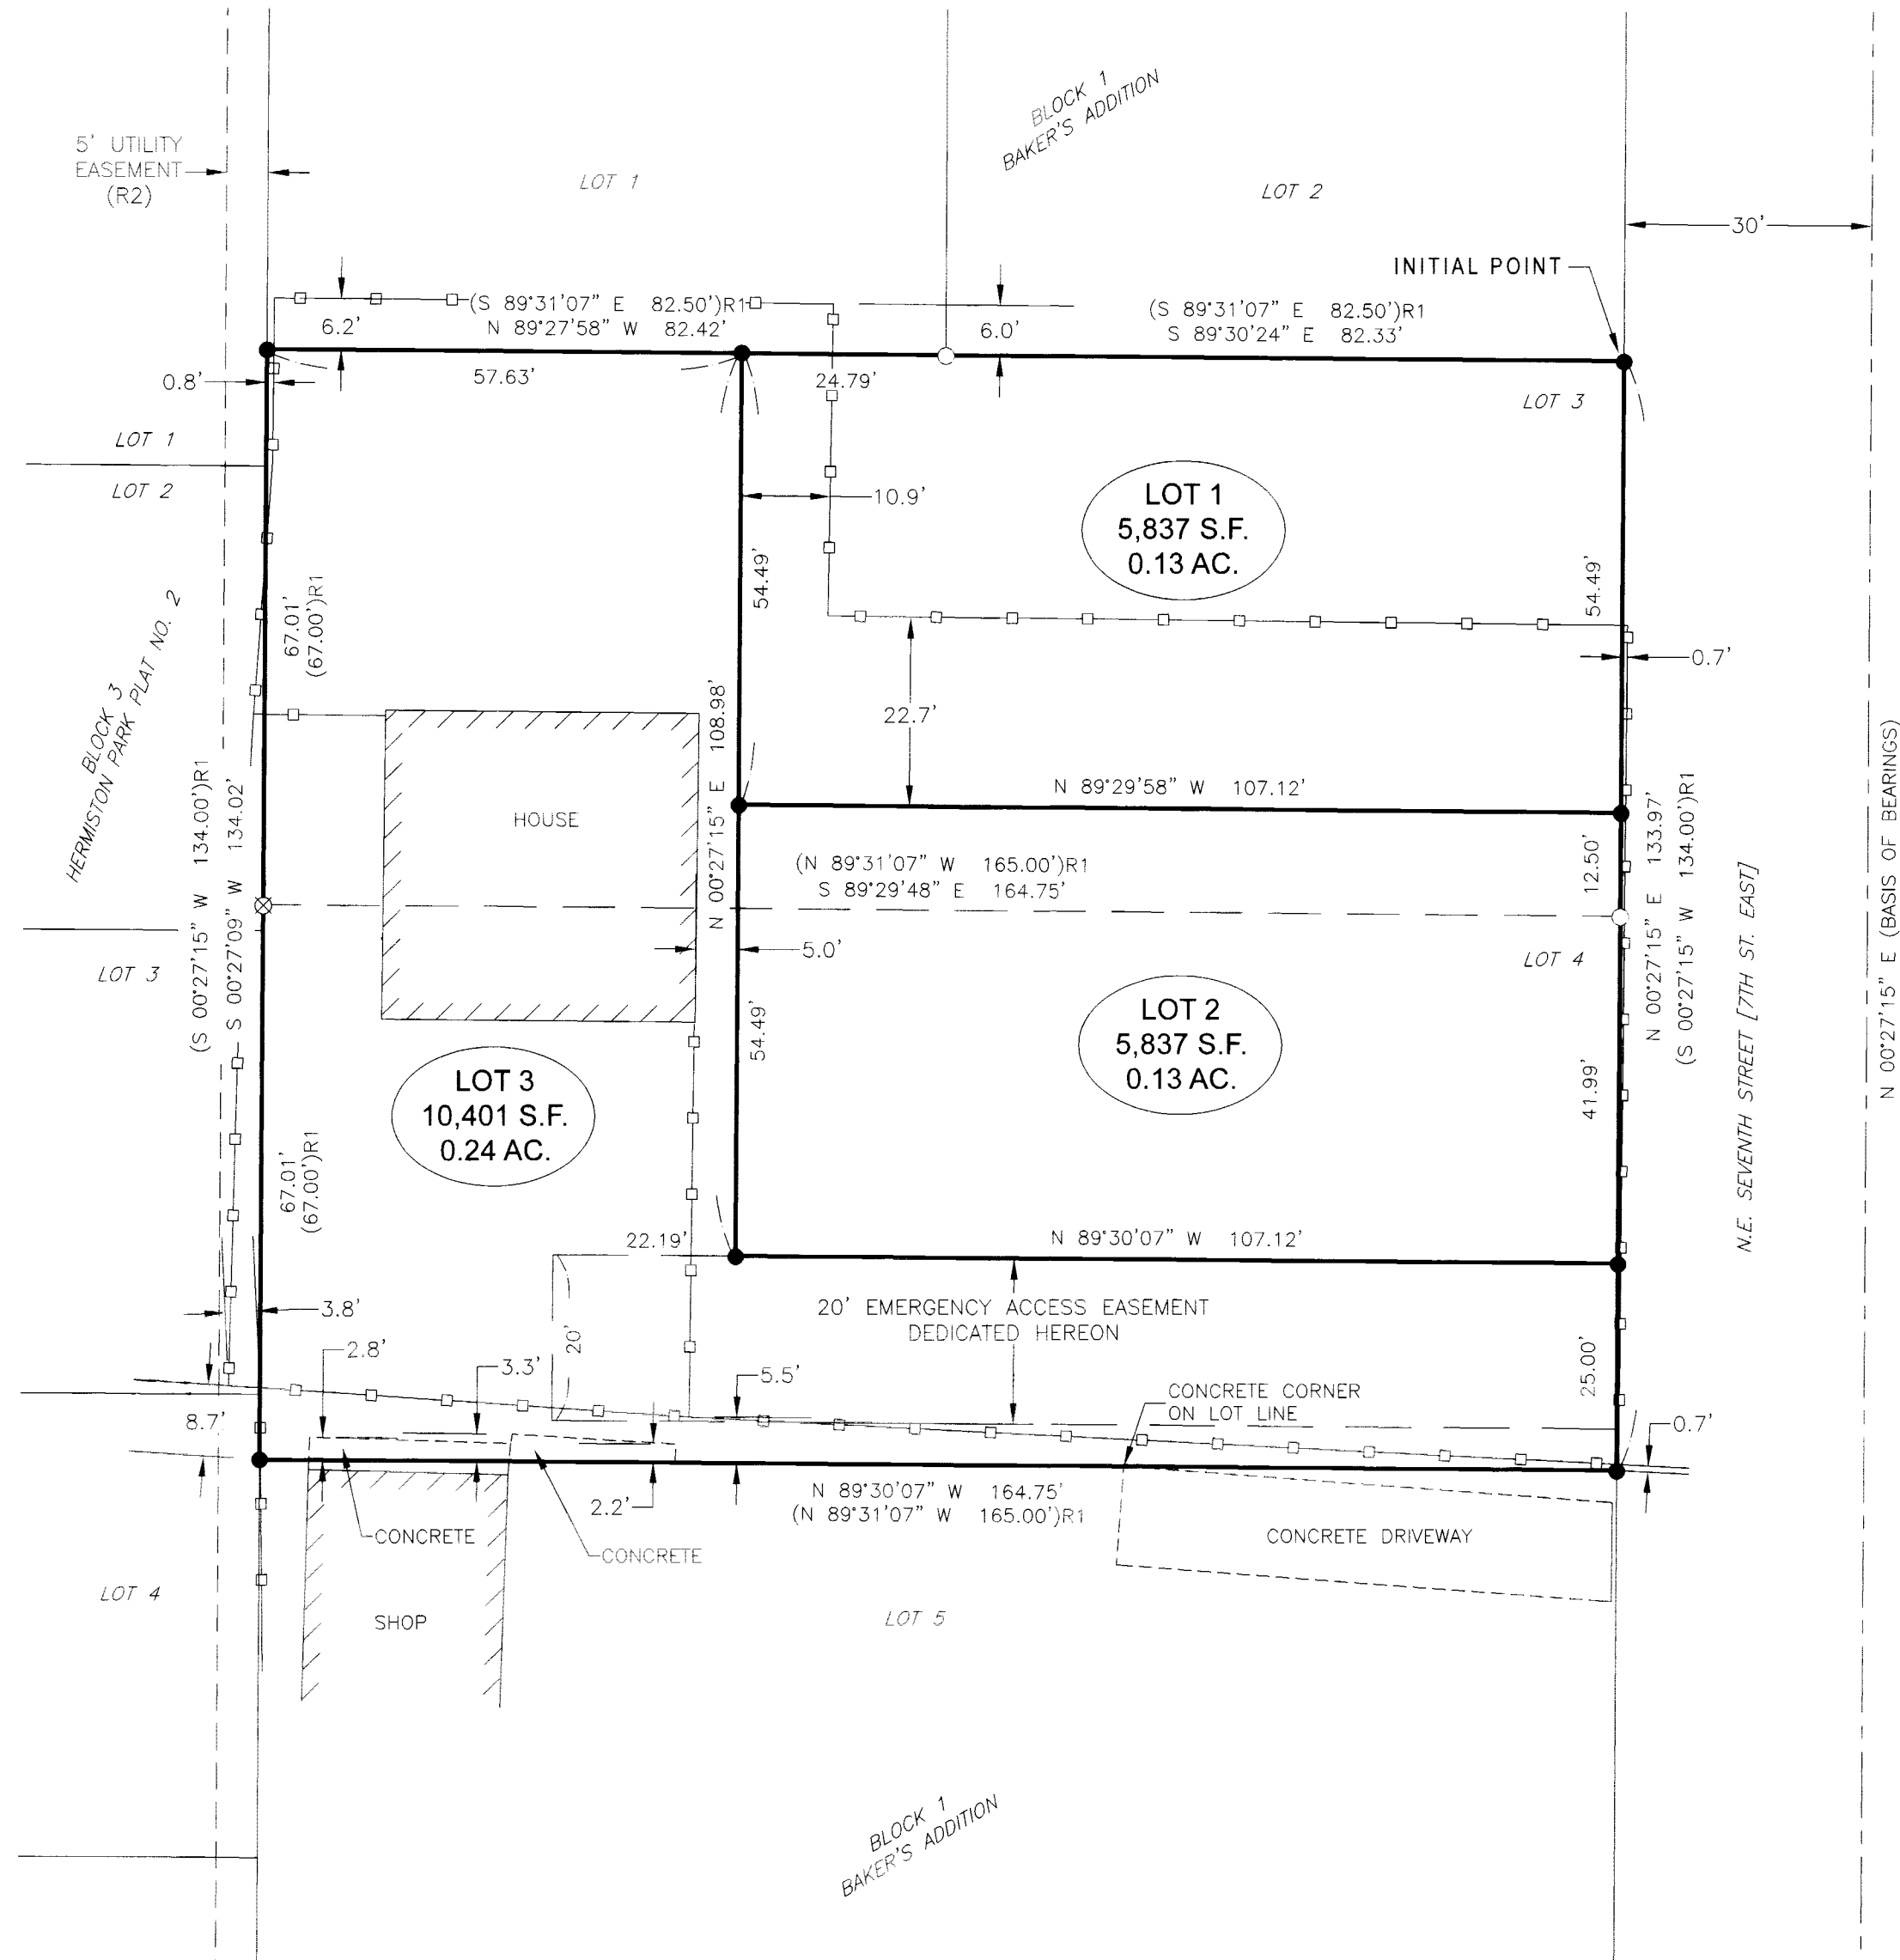 BLOCK 1
BAKER'S ADDITION
5' UTILITY
EASEMENT
(R2)
LOT 1
LOT 2
30'
INITIAL POINT
(S 89°31'07" E 82.50')R1
N 89°27'58" W 82.42'
6.2'
6.0'
(S 89°31'07" E 82.50')R1
S 89°30'24" E 82.33'
0.8'
57.63'
24.79'
LOT 3
LOT 1
LOT 2
10.9'
LOT 1
5,837 S.F.
0.13 AC.
54.49'
54.49'
67.01'
(67.00')R1
0.7'
BLOCK 3
HERMISTON PARK PLAT NO. 2
22.7'
N 00°27'15" E 108.98'
N 89°29'58" W 107.12'
HOUSE
(S 00°27'15" W 134.00')R1
S 00°27'09" W 134.02'
(N 89°31'07" W 165.00')R1
S 89°29'48" E 164.75'
12.50'
N 00°27'15" E 133.97'
(S 00°27'15" W 134.00')R1
N.E. SEVENTH STREET [7TH ST. EAST]
N 00°27'15" E (BASIS OF BEARINGS)
LOT 3
5.0'
LOT 4
LOT 2
5,837 S.F.
0.13 AC.
54.49'
41.99'
LOT 3
10,401 S.F.
0.24 AC.
67.01'
(67.00')R1
22.19'
N 89°30'07" W 107.12'
3.8'
20' EMERGENCY ACCESS EASEMENT
DEDICATED HEREON
20'
2.8'
3.3'
5.5'
25.00'
CONCRETE CORNER
ON LOT LINE
8.7'
0.7'
2.2'
N 89°30'07" W 164.75'
(N 89°31'07" W 165.00')R1
CONCRETE
CONCRETE
CONCRETE DRIVEWAY
LOT 4
SHOP
LOT 5
BLOCK 1
BAKER'S ADDITION